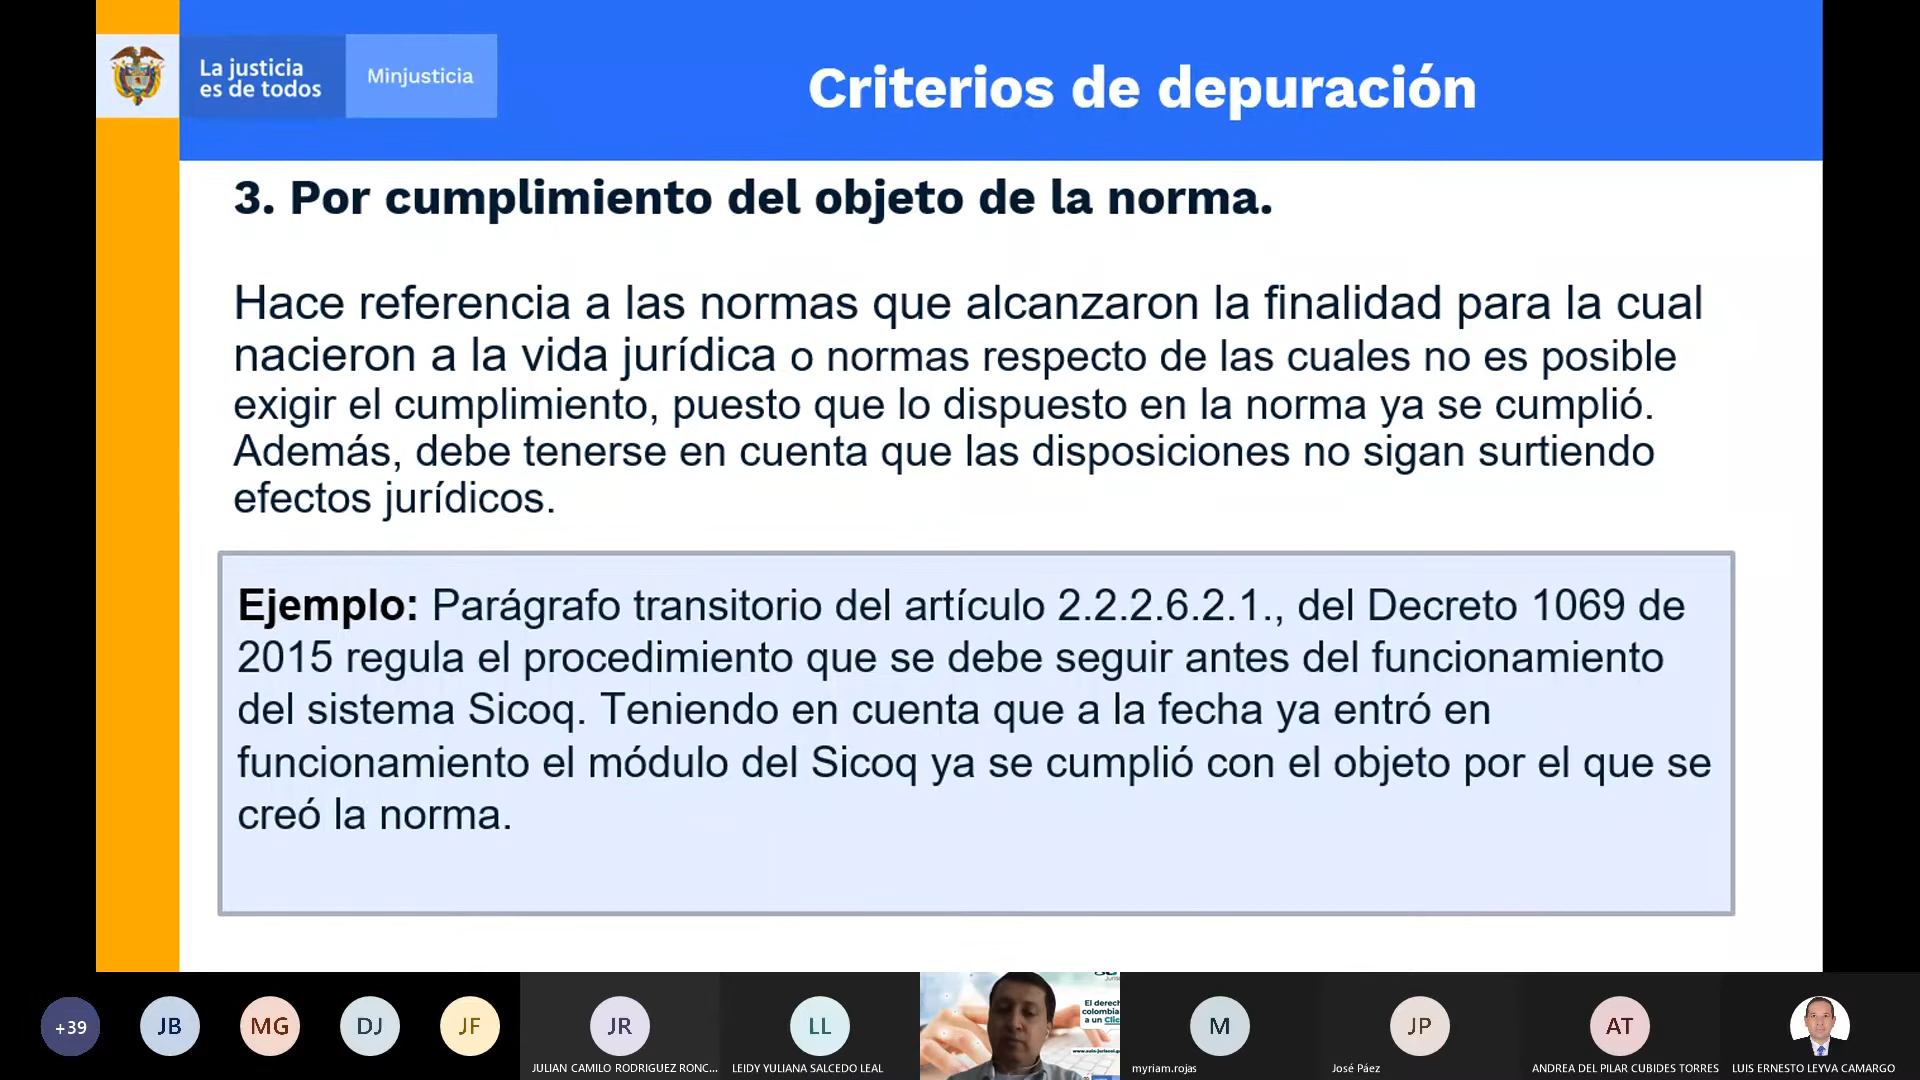 La justicia
es de todos
Minjusticia
Criterios de depuración
3. Por cumplimiento del objeto de la norma.
Hace referencia a las normas que alcanzaron la finalidad para la cual
nacieron a la vida jurídica o normas respecto de las cuales no es posible
exigir el cumplimiento, puesto que lo dispuesto en la norma ya se cumplió.
Además, debe tenerse en cuenta que las disposiciones no sigan surtiendo
efectos jurídicos.
Ejemplo: Parágrafo transitorio del artículo 2.2.2.6.2.1., del Decreto 1069 de
2015 regula el procedimiento que se debe seguir antes del funcionamiento
del sistema Sicoq. Teniendo en cuenta que a la fecha ya entró en
funcionamiento el módulo del Sicoq ya se cumplió con el objeto por el que se
creó la norma.
+39
JB
MG
DJ
JF
JR
JULIAN CAMILO RODRIGUEZ RONC...
LL
LEIDY YULIANA SALCEDO LEAL
El derech
colombia
a un Clic
M
myriam.rojas
JP
José Páez
AT
ANDREA DEL PILAR CUBIDES TORRES
LUIS ERNESTO LEYVA CAMARGO